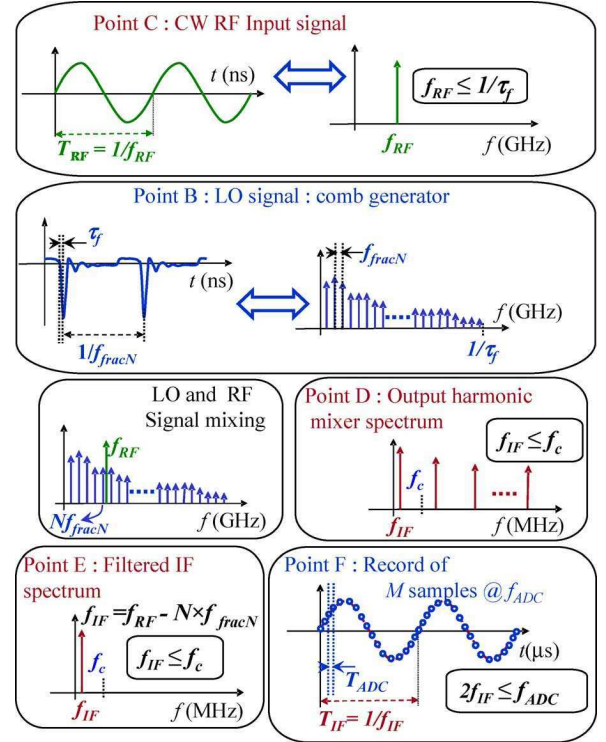 Point C : CW RF Input signal
t (ns)
f_RF ≤ 1/τ_f
T_RF = 1/f_RF
f_RF
f (GHz)
Point B : LO signal : comb generator
τ_f
f_fracN
t (ns)
f (GHz)
1/f_fracN
1/τ_f
LO and RF
Signal mixing
f_RF
Nf_fracN
f (GHz)
Point D : Output harmonic
mixer spectrum
f_IF ≤ f_c
f_c
f_IF
f (MHz)
Point E : Filtered IF
spectrum
f_IF = f_RF - N × f_fracN
f_c
f_IF ≤ f_c
f_IF
f (MHz)
Point F : Record of
M samples @ f_ADC
t(μs)
T_ADC
T_IF = 1/f_IF
2f_IF ≤ f_ADC